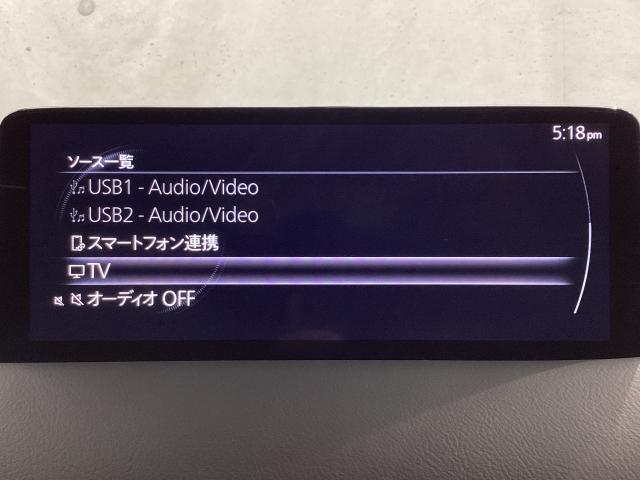 5:18pm
ソース一覧
USB1 - Audio/Video
USB2 - Audio/Video
スマートフォン連携
TV
オーディオ OFF